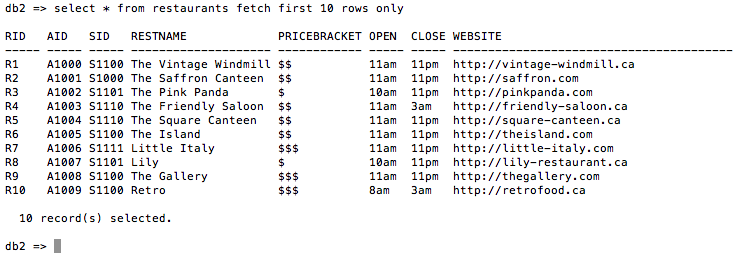 db2 => select * from restaurants fetch first 10 rows only
RID AID SID RESTNAME PRICEBRACKET OPEN CLOSE WEBSITE
----- ----- ----- -------------------- ------------ ----- ----- ----------------------------------------
R1 A1000 S1100 The Vintage Windmill $$ 11am 11pm http://vintage-windmill.ca
R2 A1001 S1000 The Saffron Canteen $$ 11am 11pm http://saffron.com
R3 A1002 S1101 The Pink Panda $ 10am 11pm http://pinkpanda.com
R4 A1003 S1110 The Friendly Saloon $$ 11am 3am http://friendly-saloon.ca
R5 A1004 S1110 The Square Canteen $$ 11am 11pm http://square-canteen.ca
R6 A1005 S1100 The Island $$ 11am 11pm http://theisland.com
R7 A1006 S1111 Little Italy $$$ 11am 11pm http://little-italy.com
R8 A1007 S1101 Lily $ 10am 11pm http://lily-restaurant.ca
R9 A1008 S1100 The Gallery $$$ 11am 11pm http://thegallery.com
R10 A1009 S1100 Retro $$$ 8am 3am http://retrofood.ca
10 record(s) selected.
db2 =>